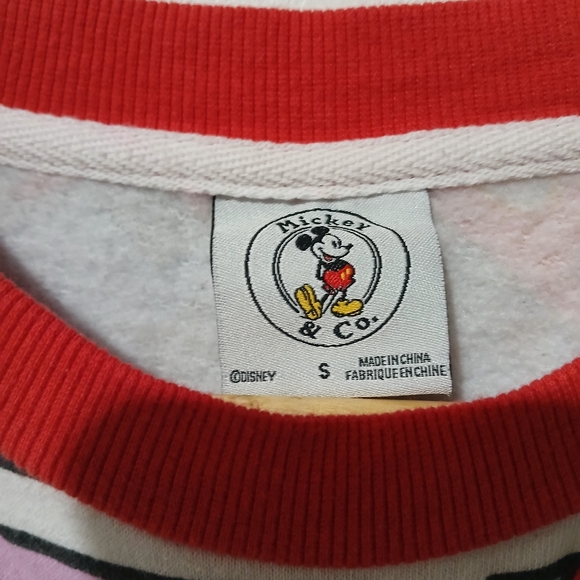 Mickey
& Co.
©DISNEY
S
MADE IN CHINA
FABRIQUE EN CHINE